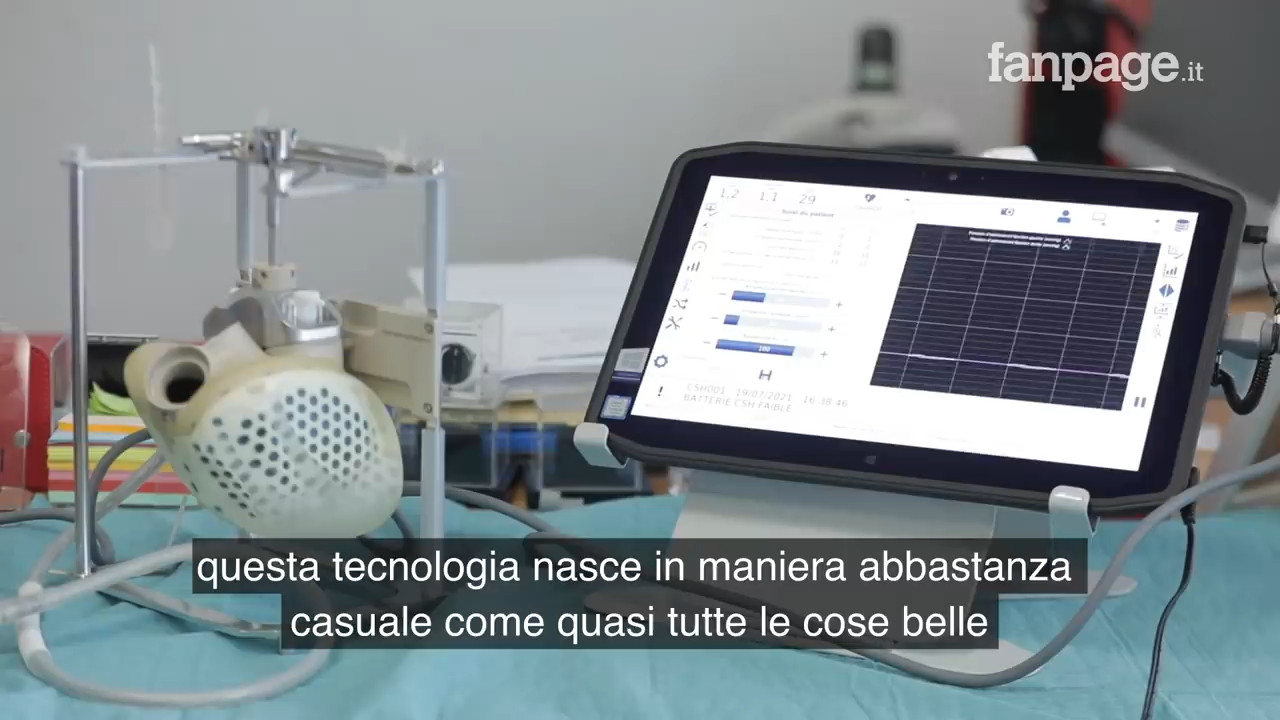 fanpage.it
1.2 1.1 29
100
CSH001 19/07/2021 16:38:46
BATTERIE CSH FAIBLE
questa tecnologia nasce in maniera abbastanza
casuale come quasi tutte le cose belle